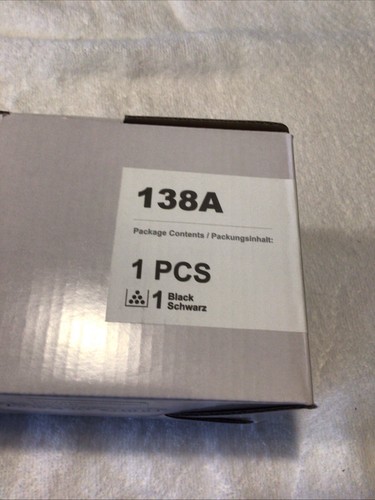 138A
Package Contents / Packungsinhalt:
1 PCS
1 Black
Schwarz